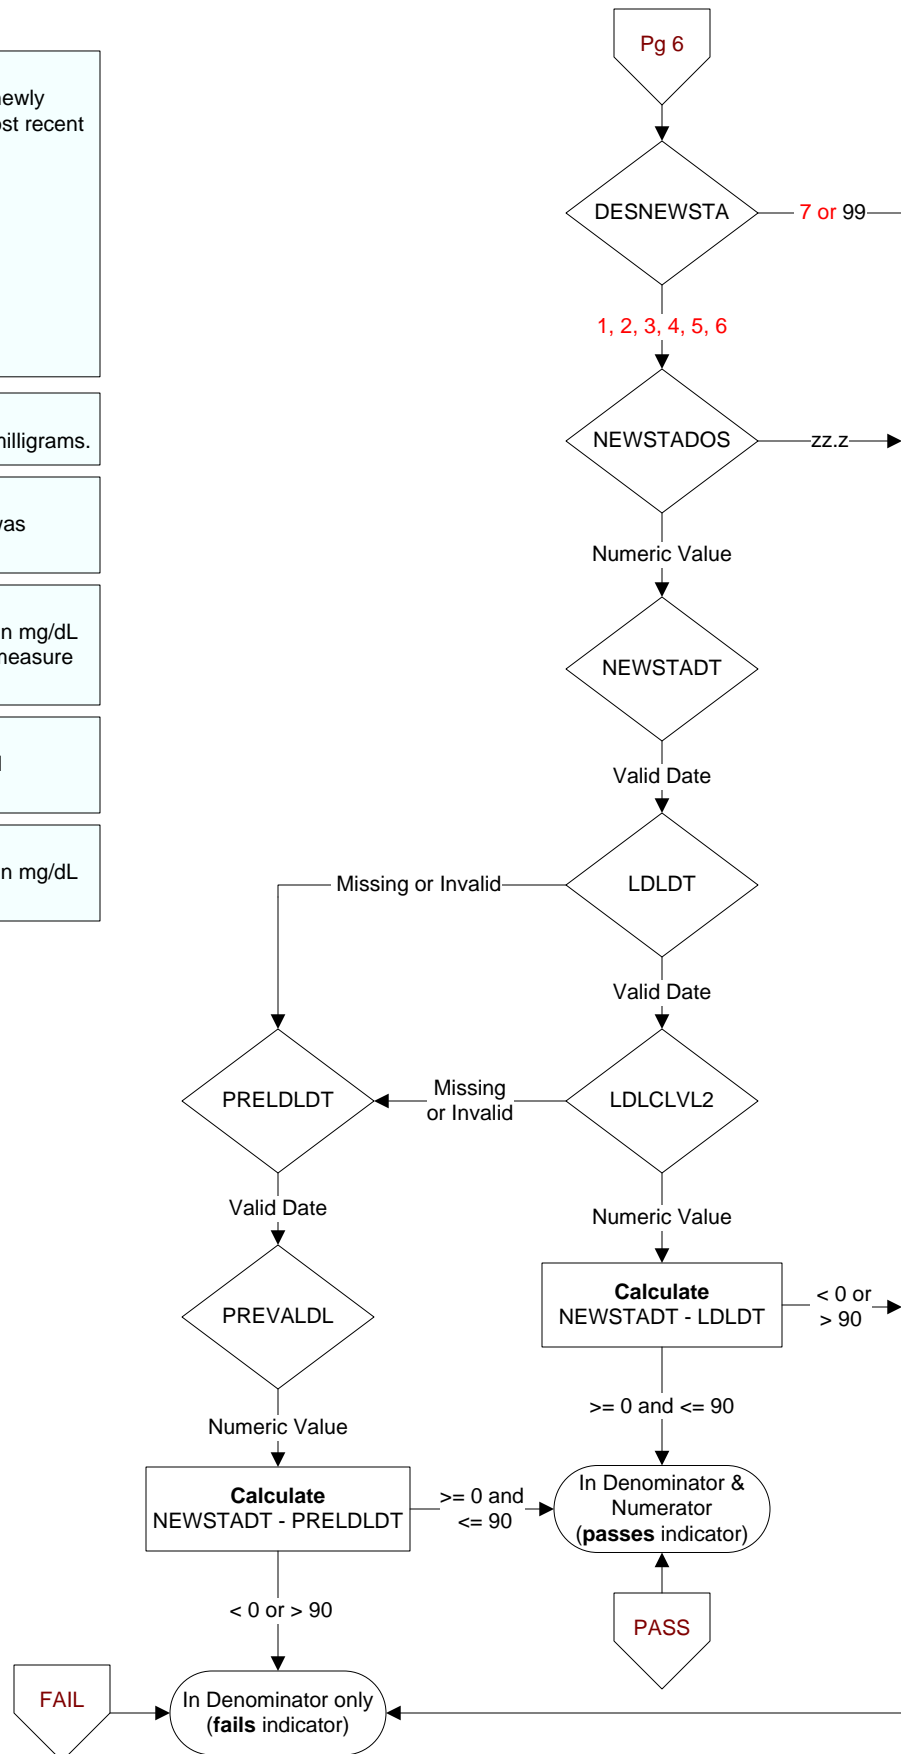 Pg 6
ewly
st recent
DESNEWSTA
7 or 99
1, 2, 3, 4, 5, 6
nilligrams.
NEWSTADOS
zz.z
as
Numeric Value
n mg/dL
neasure
NEWSTADT
Valid Date
n mg/dL
Missing or Invalid
LDLDT
Valid Date
PRELDLDT
Missing
or Invalid
LDLCLVL2
Valid Date
Numeric Value
PREVALDL
Calculate
NEWSTADT - LDLDT
< 0 or
> 90
>= 0 and <= 90
Numeric Value
Calculate
NEWSTADT - PRELDLDT
>= 0 and
<= 90
In Denominator &
Numerator
(passes indicator)
< 0 or > 90
PASS
FAIL
In Denominator only
(fails indicator)